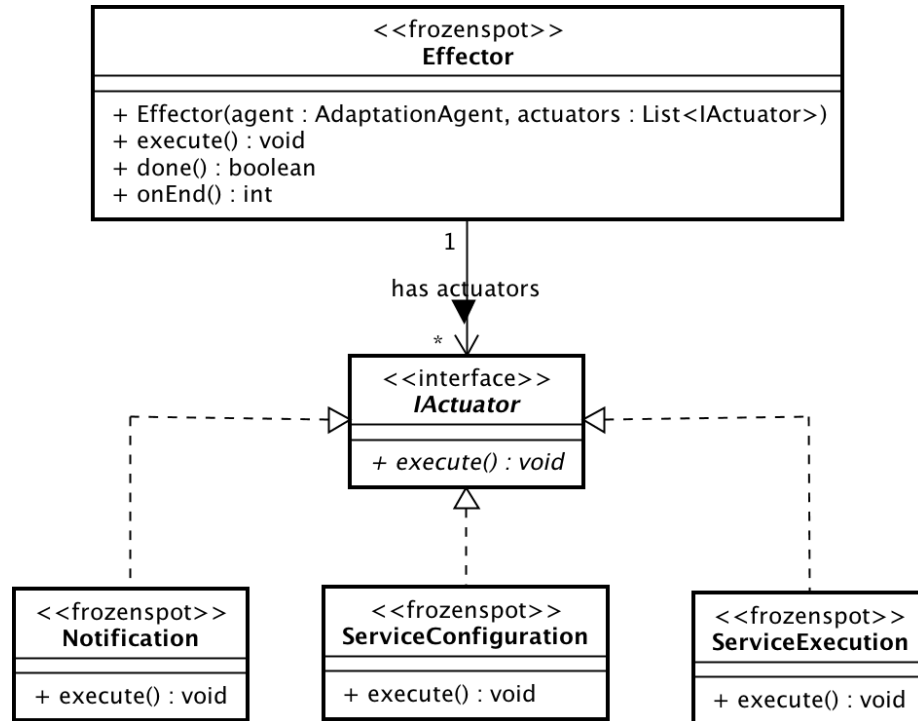 <<frozenspot>>
Effector
+ Effector(agent : AdaptationAgent, actuators : List<IActuator>)
+ execute() : void
+ done() : boolean
+ onEnd() : int
1
has actuators
*
<<interface>>
IActuator
+ execute() : void
<<frozenspot>>
Notification
+ execute() : void
<<frozenspot>>
ServiceConfiguration
+ execute() : void
<<frozenspot>>
ServiceExecution
+ execute() : void